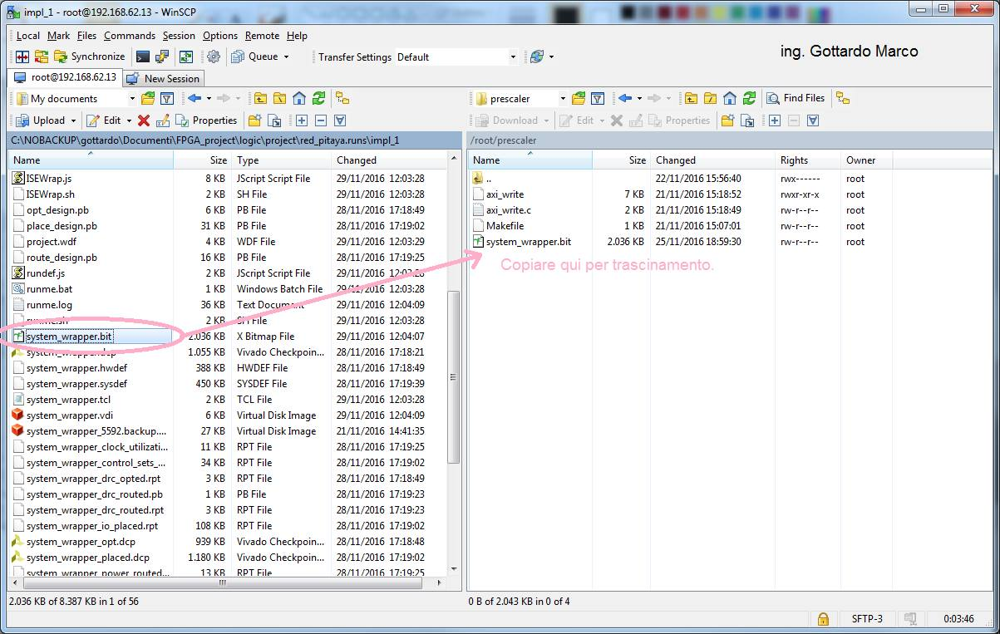 impl_1 - root@192.168.62.13 - WinSCP
Local Mark Files Commands Session Options Remote Help
Synchronize Queue Transfer Settings Default
ing. Gottardo Marco
root@192.168.62.13 New Session
My documents
prescaler Find Files
Upload Edit Properties
Download Edit Properties
C:\NOBACKUP\gottardo\Documenti\FPGA_project\logic\project\red_pitaya.runs\impl_1
/root/prescaler
Name Size Type Changed
ISEWrap.js 8 KB JScript Script File 29/11/2016 12:03:28
ISEWrap.sh 2 KB SH File 29/11/2016 12:03:28
opt_design.pb 6 KB PB File 28/11/2016 17:18:49
place_design.pb 31 KB PB File 28/11/2016 17:19:02
project.wdf 4 KB WDF File 29/11/2016 12:03:28
route_design.pb 16 KB PB File 28/11/2016 17:19:25
rundef.js 2 KB JScript Script File 29/11/2016 12:03:28
runme.bat 1 KB Windows Batch File 29/11/2016 12:03:28
runme.log 36 KB Text Document 29/11/2016 12:04:09
runme.sh 2 KB SH File 29/11/2016 12:03:28
system_wrapper.bit 2.036 KB X Bitmap File 29/11/2016 12:04:07
system_wrapper.dcp 1.055 KB Vivado Checkpoin... 28/11/2016 17:18:21
system_wrapper.hwdef 388 KB HWDEF File 28/11/2016 17:18:49
system_wrapper.sysdef 450 KB SYSDEF File 28/11/2016 17:19:39
system_wrapper.tcl 2 KB TCL File 29/11/2016 12:03:28
system_wrapper.vdi 6 KB Virtual Disk Image 29/11/2016 12:04:09
system_wrapper_5592.backup.... 27 KB Virtual Disk Image 21/11/2016 14:41:35
system_wrapper_clock_utilizati... 11 KB RPT File 28/11/2016 17:19:25
system_wrapper_control_sets_... 34 KB RPT File 28/11/2016 17:19:02
system_wrapper_drc_opted.rpt 3 KB RPT File 28/11/2016 17:18:49
system_wrapper_drc_routed.pb 1 KB PB File 28/11/2016 17:19:23
system_wrapper_drc_routed.rpt 3 KB RPT File 28/11/2016 17:19:23
system_wrapper_io_placed.rpt 108 KB RPT File 28/11/2016 17:19:02
system_wrapper_opt.dcp 939 KB Vivado Checkpoin... 28/11/2016 17:18:48
system_wrapper_placed.dcp 1.180 KB Vivado Checkpoin... 28/11/2016 17:19:02
system_wrapper_power_routed... 13 KB RPT File 28/11/2016 17:19:25
Name Size Changed Rights Owner
.. 22/11/2016 15:56:40 rwx------ root
axi_write 7 KB 21/11/2016 15:18:52 rwxr-xr-x root
axi_write.c 2 KB 21/11/2016 15:18:49 rw-r--r-- root
Makefile 1 KB 21/11/2016 15:07:01 rw-r--r-- root
system_wrapper.bit 2.036 KB 25/11/2016 18:59:30 rw-r--r-- root
Copiare qui per trascinamento.
2.036 KB of 8.387 KB in 1 of 56
0 B of 2.043 KB in 0 of 4
SFTP-3 0:03:46